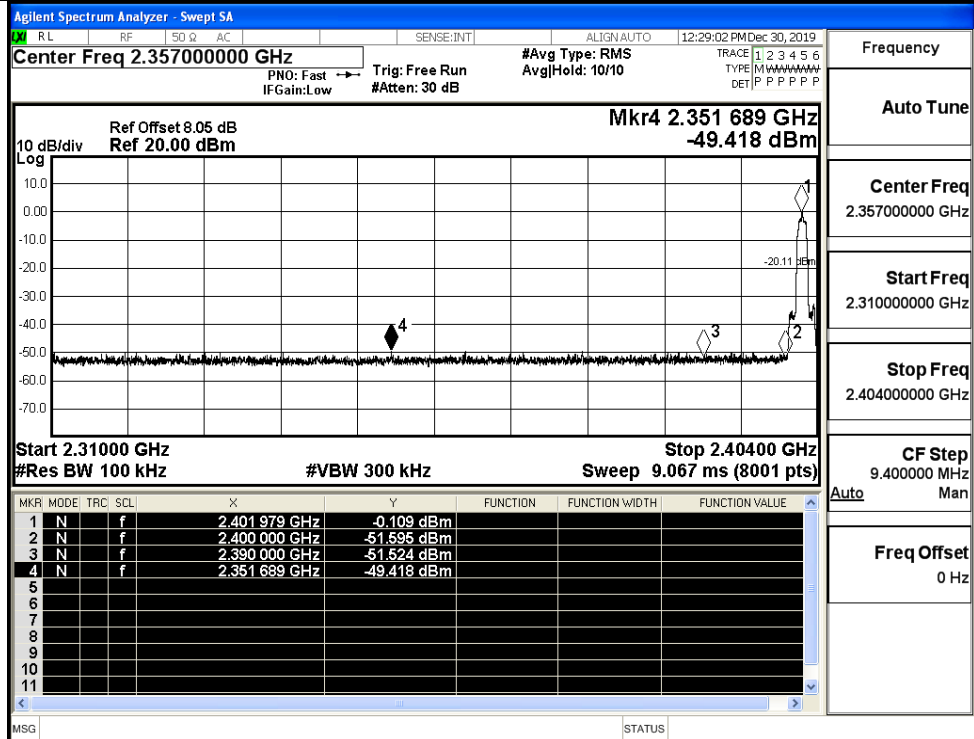 Agilent Spectrum Analyzer - Swept SA
LXI RL RF 50 Ω AC SENSE:INT ALIGN AUTO 12:29:02 PM Dec 30, 2019
Center Freq 2.357000000 GHz
PNO: Fast
IFGain:Low
Trig: Free Run
#Atten: 30 dB
#Avg Type: RMS
Avg|Hold: 10/10
TRACE 1 2 3 4 5 6
TYPE M W W W W W
DET P P P P P P
Mkr4 2.351 689 GHz
-49.418 dBm
Ref Offset 8.05 dB
10 dB/div Ref 20.00 dBm
Log
10.0
0.00
-10.0
-20.0
-30.0
-40.0
-50.0
-60.0
-70.0
1
-20.11 dBm
4
3
2
Start 2.31000 GHz Stop 2.40400 GHz
#Res BW 100 kHz #VBW 300 kHz Sweep 9.067 ms (8001 pts)
MKR MODE TRC SCL X Y FUNCTION FUNCTION WIDTH FUNCTION VALUE
1 N f 2.401 979 GHz -0.109 dBm
2 N f 2.400 000 GHz -51.595 dBm
3 N f 2.390 000 GHz -51.524 dBm
4 N f 2.351 689 GHz -49.418 dBm
5
6
7
8
9
10
11
MSG STATUS
Frequency
Auto Tune
Center Freq
2.357000000 GHz
Start Freq
2.310000000 GHz
Stop Freq
2.404000000 GHz
CF Step
9.400000 MHz
Auto Man
Freq Offset
0 Hz